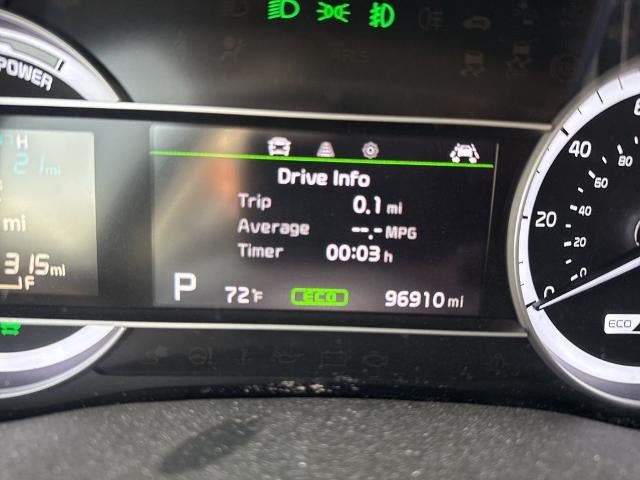 POWER
H
21mi
mi
315mi
F
Drive Info
Trip 0.1 mi
Average --.- MPG
Timer 00:03 h
P 72°F ECO 96910 mi
40
80
60
20
40
20
0
0
ECO